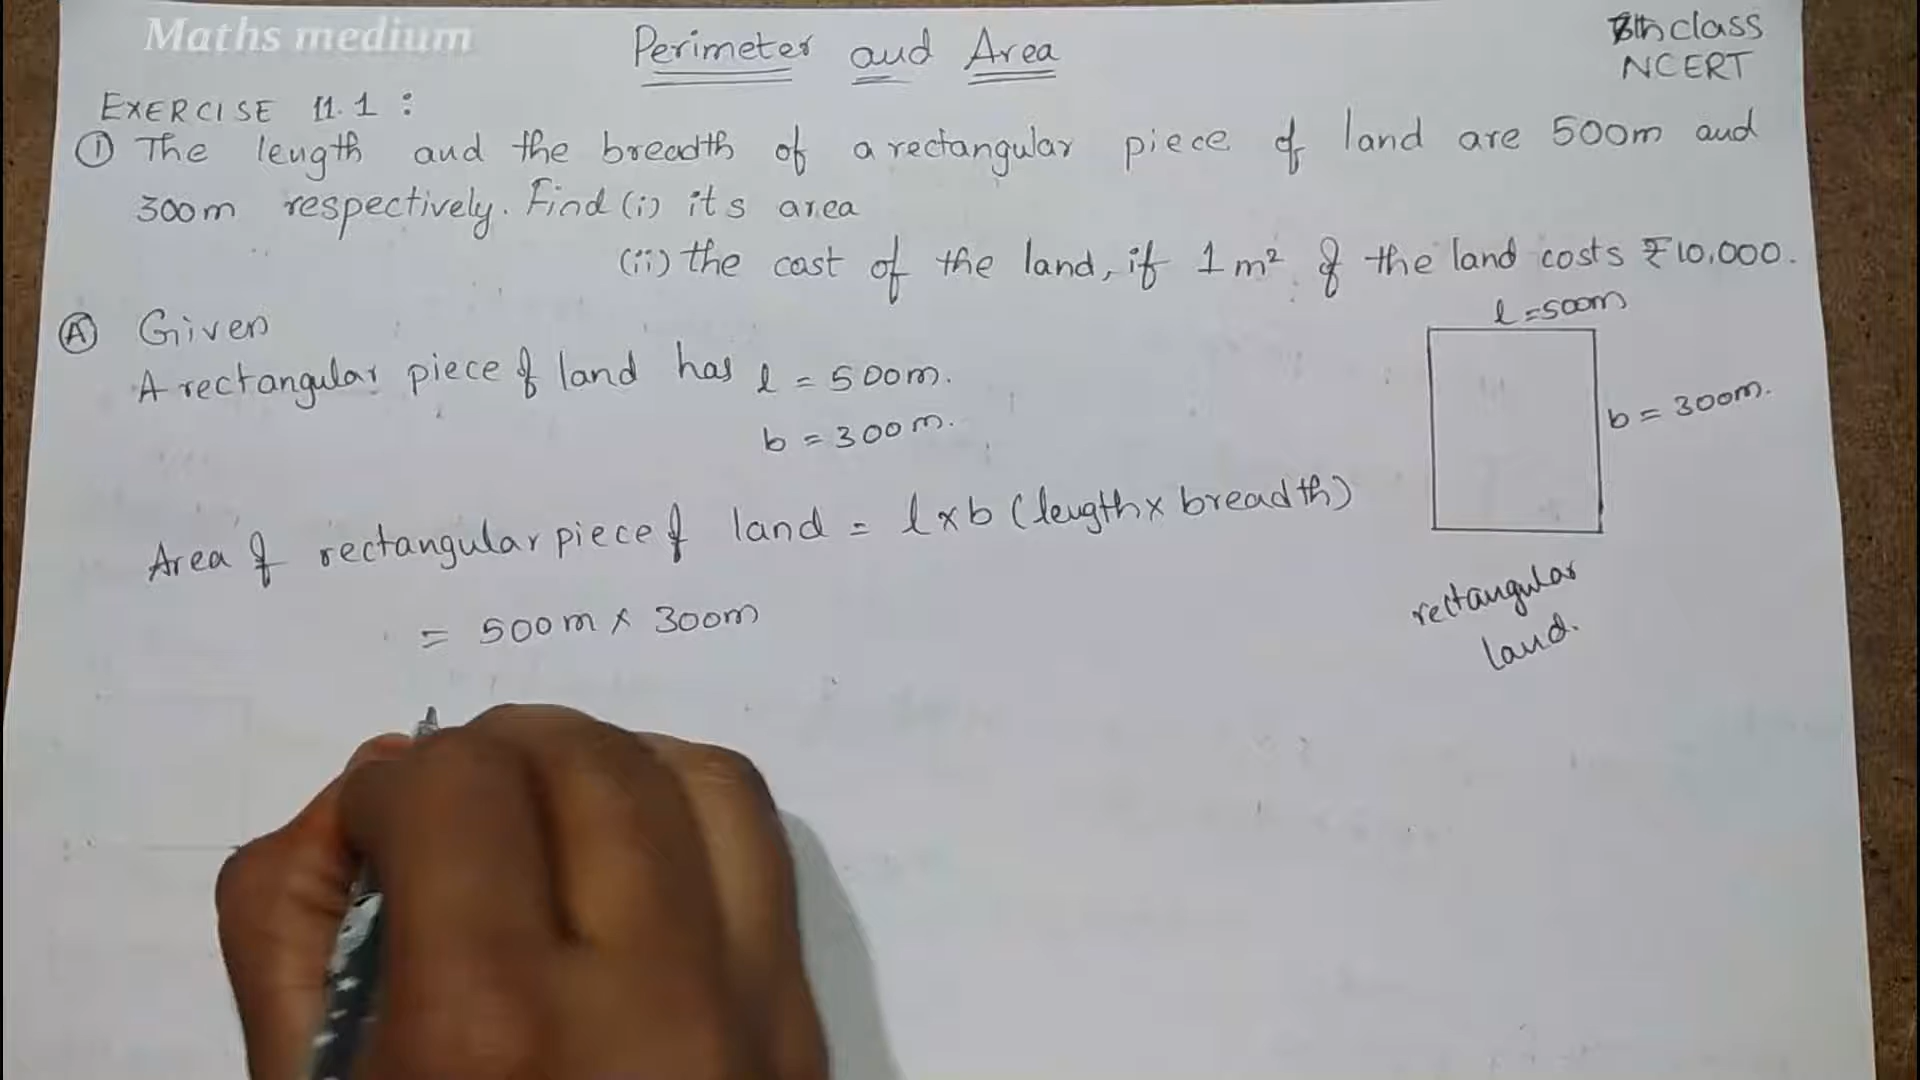 Maths medium
Perimeter and Area
7th class
NCERT
EXERCISE 11.1 :
① The length and the breadth of a rectangular piece of land are 500m and
300m respectively. Find (i) its area
(ii) the cost of the land, if 1 m² of the land costs ₹10,000.
Ⓐ Given
A rectangular piece of land has l = 500m.
b = 300m.
l = 500m
b = 300m.
rectangular
land.
Area of rectangular piece of land = l × b (length × breadth)
= 500m × 300m